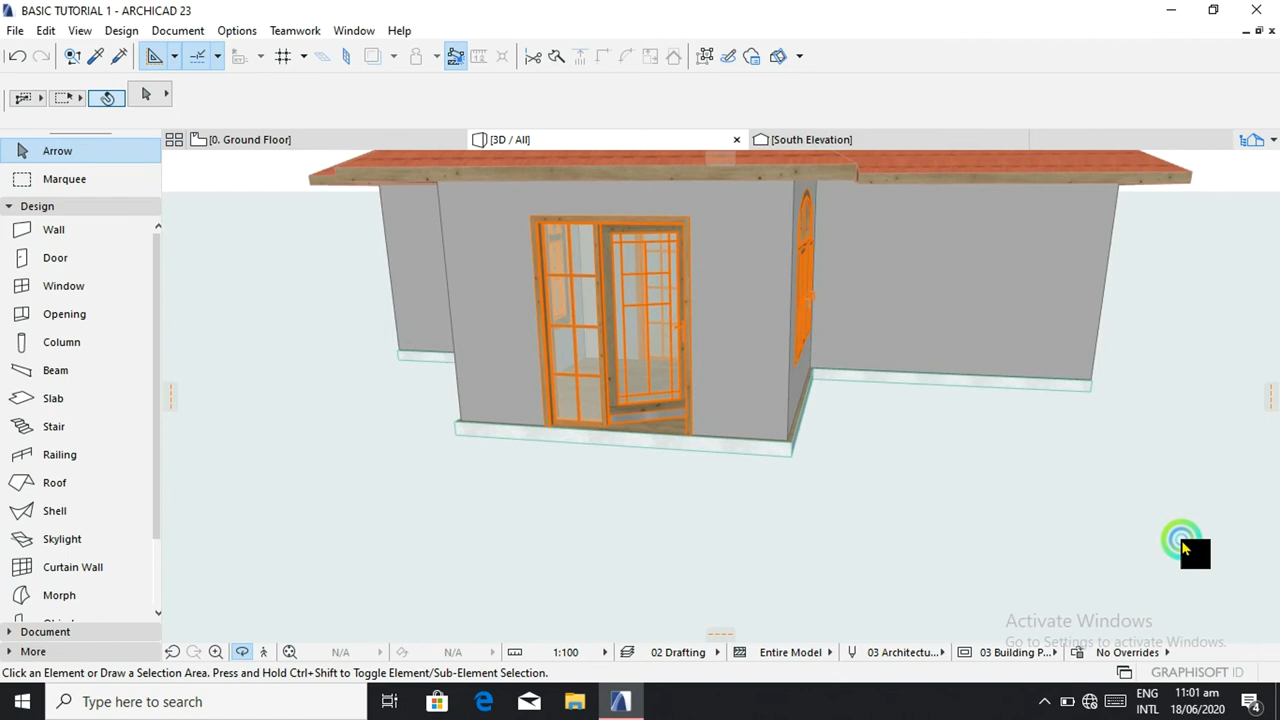 BASIC TUTORIAL 1 - ARCHICAD 23
File Edit View Design Document Options Teamwork Window Help
[0. Ground Floor] [3D / All] [South Elevation]
Arrow
Marquee
Design
Wall
Door
Window
Opening
Column
Beam
Slab
Stair
Railing
Roof
Shell
Skylight
Curtain Wall
Morph
Document
More
Activate Windows
Go to Settings to activate Windows.
N/A N/A 1:100 02 Drafting Entire Model 03 Architectu... 03 Building P... No Overrides
Click an Element or Draw a Selection Area. Press and Hold Ctrl+Shift to Toggle Element/Sub-Element Selection.
GRAPHISOFT ID
Type here to search
ENG
INTL
11:01 am
18/06/2020
4